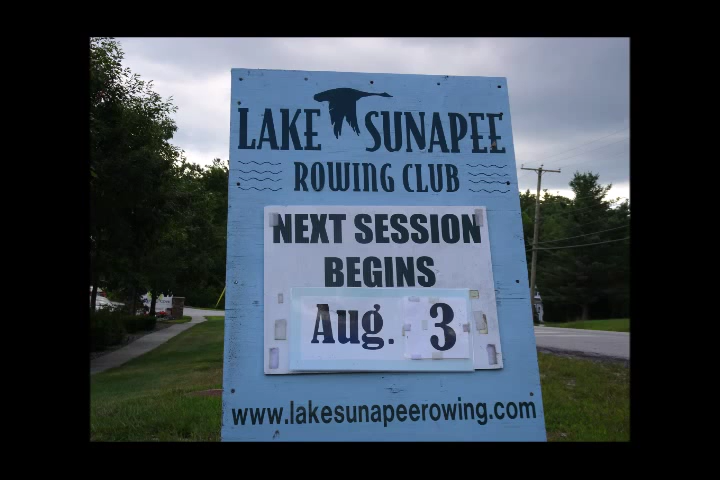 LAKE SUNAPEE
ROWING CLUB
NEXT SESSION
BEGINS
Aug. 3
www.lakesunapeerowing.com